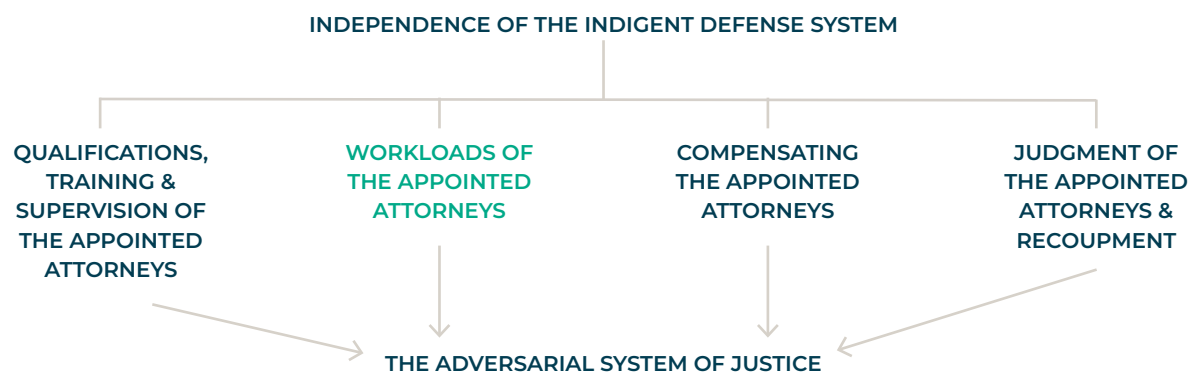 INDEPENDENCE OF THE INDIGENT DEFENSE SYSTEM
QUALIFICATIONS,
TRAINING &
SUPERVISION OF
THE APPOINTED
ATTORNEYS
WORKLOADS OF
THE APPOINTED
ATTORNEYS
COMPENSATING
THE APPOINTED
ATTORNEYS
JUDGMENT OF
THE APPOINTED
ATTORNEYS &
RECOUPMENT
THE ADVERSARIAL SYSTEM OF JUSTICE